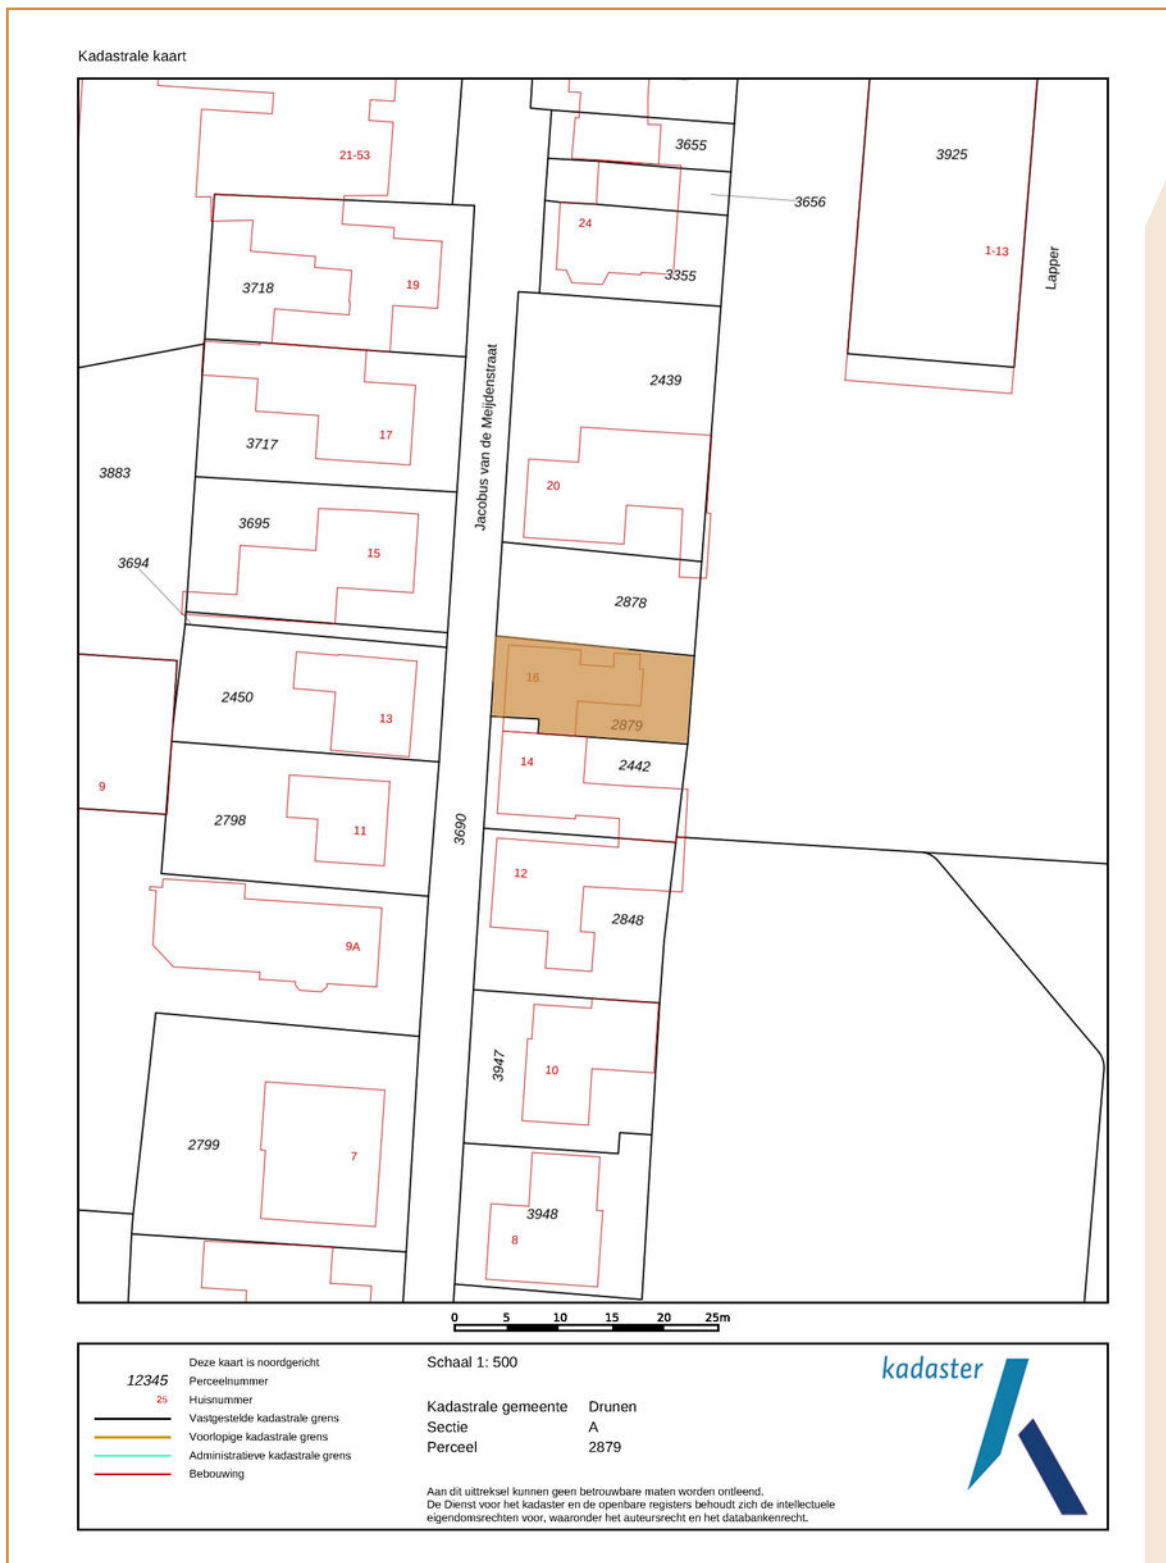 Kadastrale kaart
21-53
3655
3925
3656
24
1-13
Lapper
3355
3718
19
Jacobus van de Meijdenstraat
2439
17
3717
3883
20
3695
15
3694
2878
16
2450
13
2879
14
2442
9
2798
11
3690
12
2848
9A
3947
10
2799
7
3948
8
0 5 10 15 20 25m
Deze kaart is noordgericht
12345 Perceelnummer
25 Huisnummer
Vastgestelde kadastrale grens
Voorlopige kadastrale grens
Administratieve kadastrale grens
Bebouwing
Schaal 1: 500
Kadastrale gemeente Drunen
Sectie A
Perceel 2879
Aan dit uittreksel kunnen geen betrouwbare maten worden ontleend.
De Dienst voor het kadaster en de openbare registers behoudt zich de intellectuele
eigendomsrechten voor, waaronder het auteursrecht en het databankenrecht.
kadaster